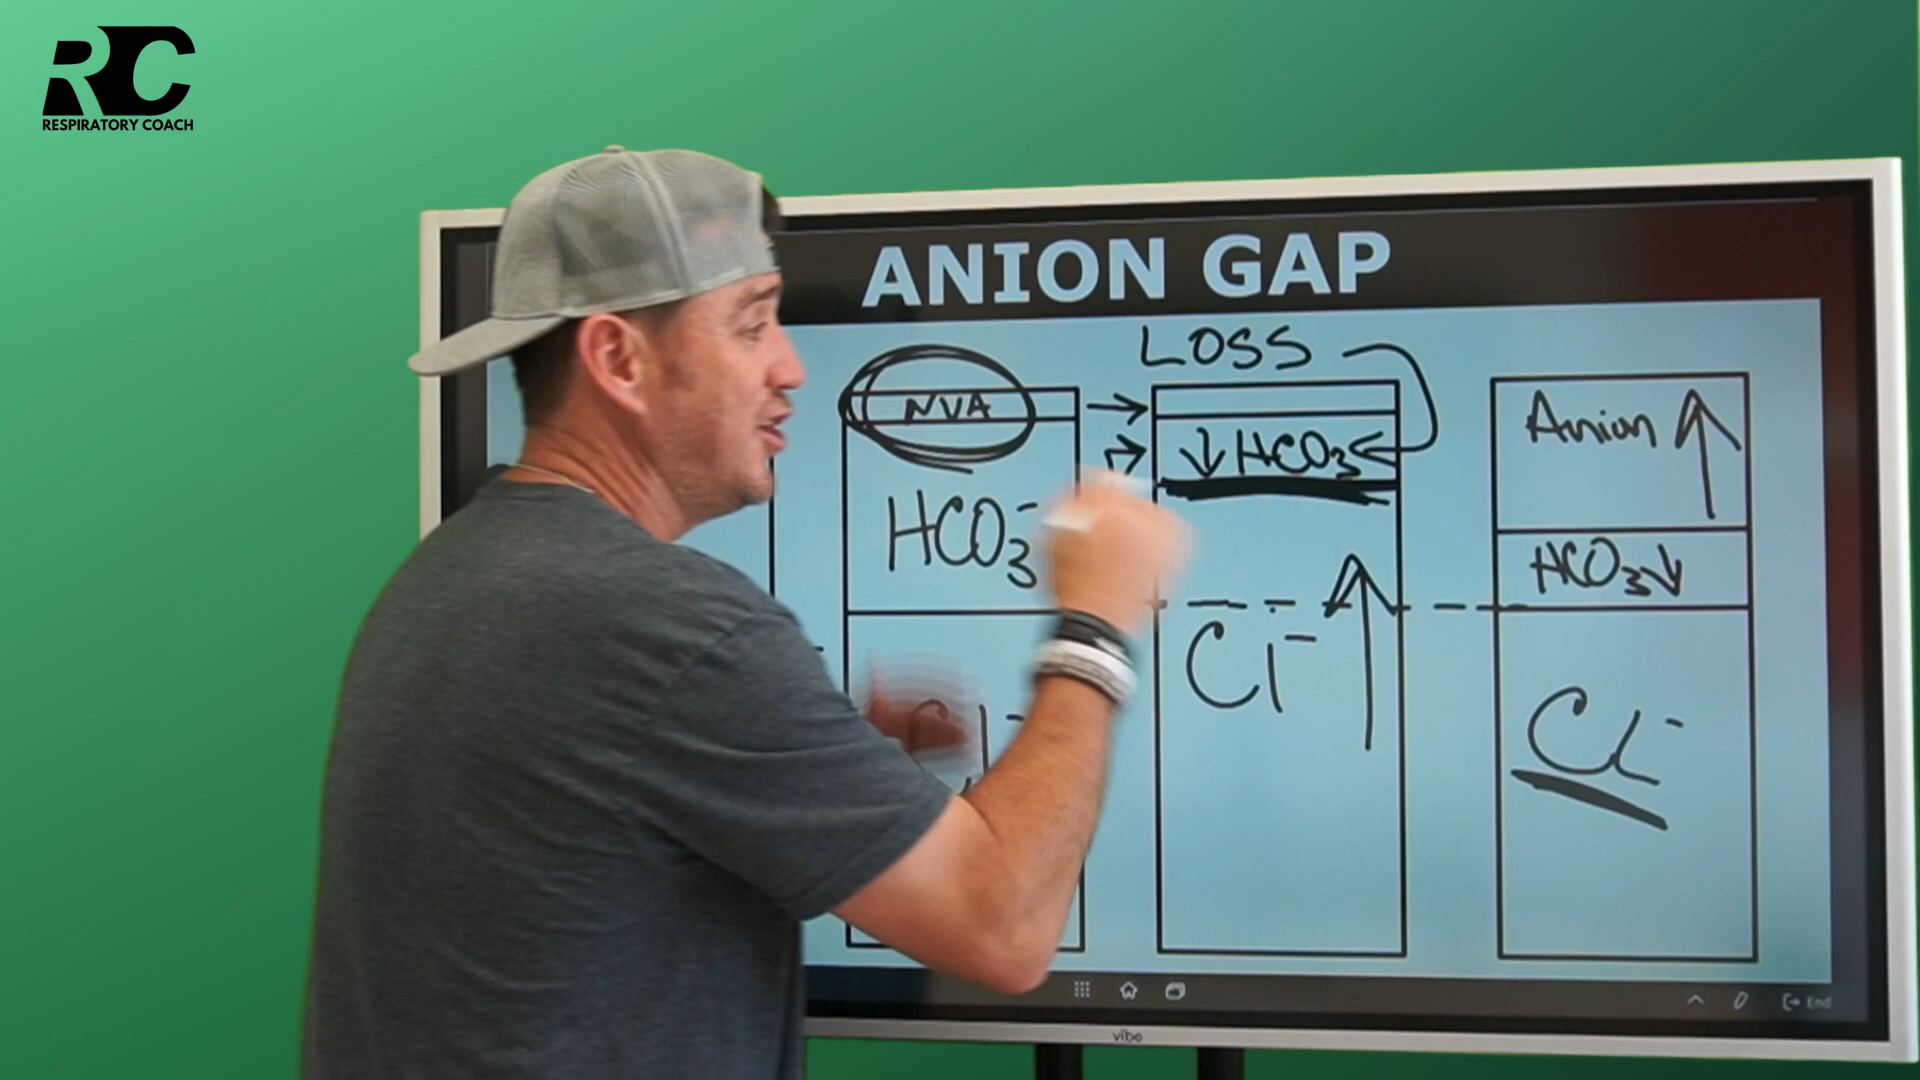 RC
RESPIRATORY COACH
ANION GAP
LOSS
NVA
↓ HCO3
HCO3-
Cl-
Anion ↑
HCO3↓
Cl-
vibe
End